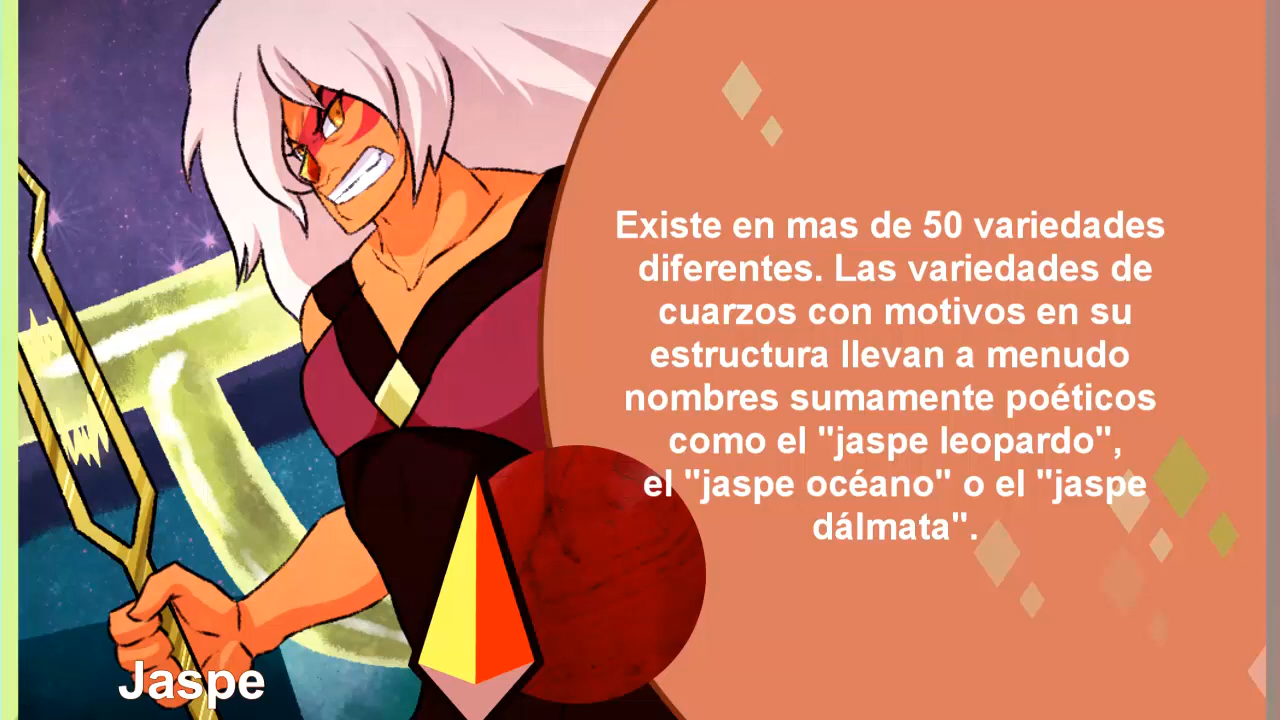 Existe en mas de 50 variedades
diferentes. Las variedades de
cuarzos con motivos en su
estructura llevan a menudo
nombres sumamente poéticos
como el "jaspe leopardo",
el "jaspe océano" o el "jaspe
dálmata".
Jaspe